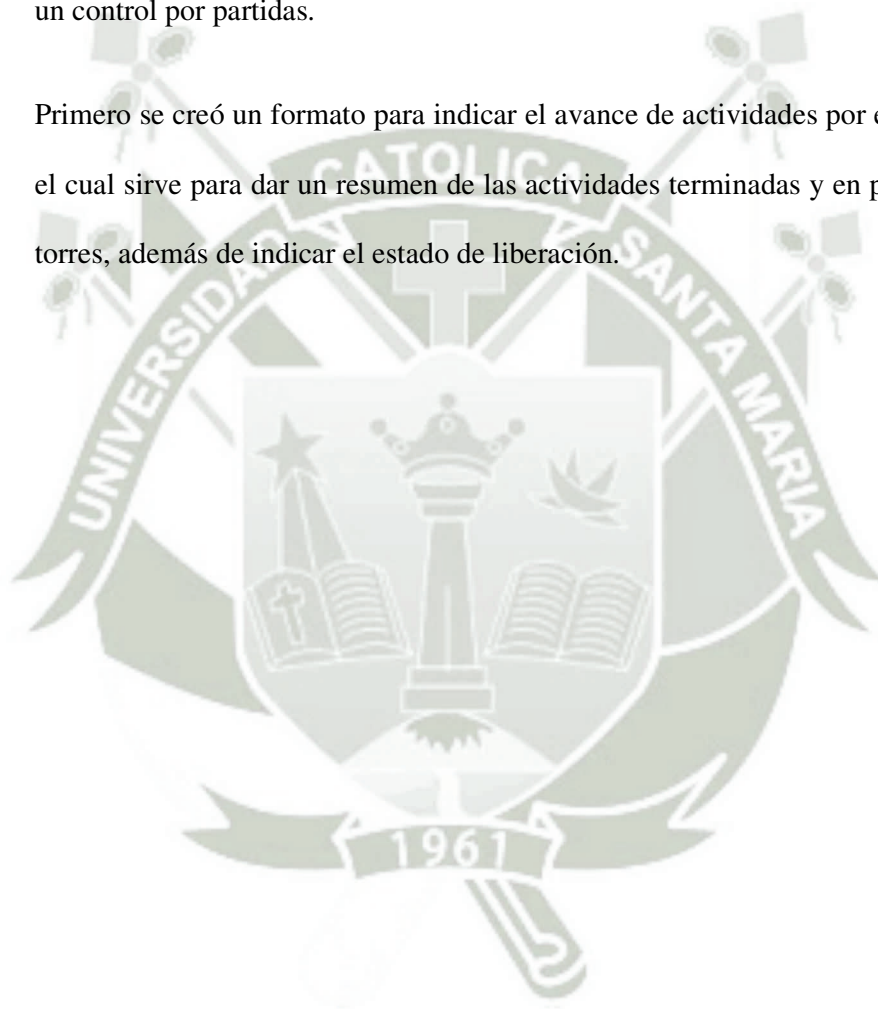 un control por partidas.
Primero se creó un formato para indicar el avance de actividades por
el cual sirve para dar un resumen de las actividades terminadas y en
torres, además de indicar el estado de liberación.
CATOLICA
UNIVERSIDAD
SANTA MARIA
1961